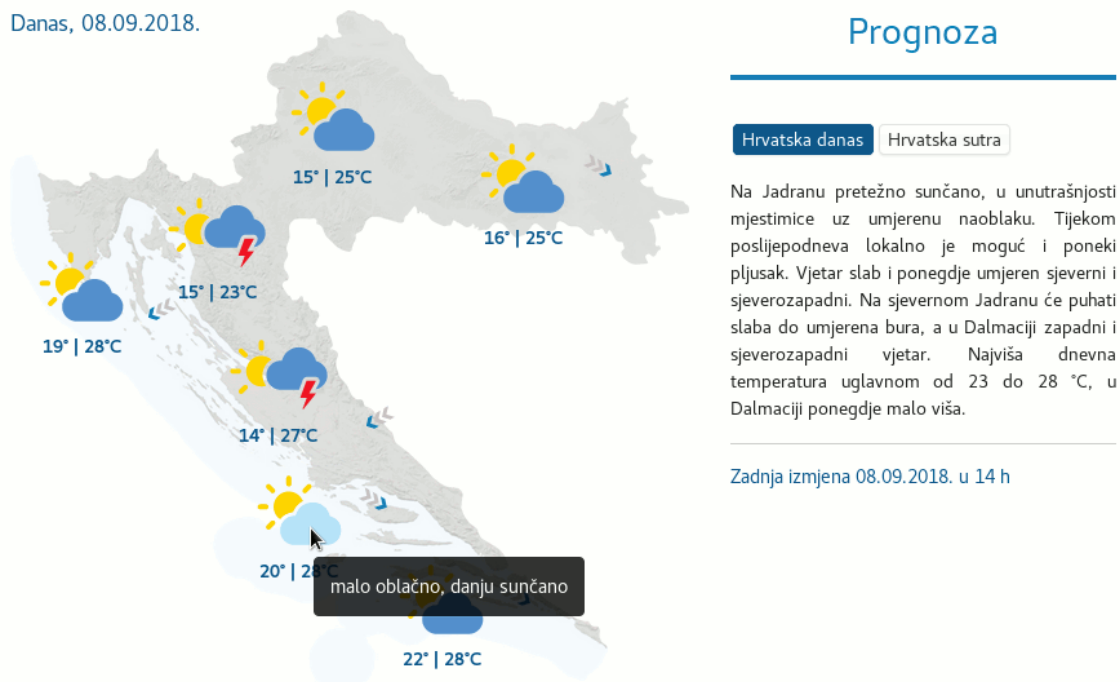 Danas, 08.09.2018.
15° | 25°C
16° | 25°C
15° | 23°C
19° | 28°C
14° | 27°C
20° | 28°C
malo oblačno, danju sunčano
22° | 28°C
Prognoza
Hrvatska danas
Hrvatska sutra
Na Jadranu pretežno sunčano, u unutrašnjosti
mjestimice uz umjerenu naoblaku. Tijekom
poslijepodneva lokalno je moguć i poneki
pljusak. Vjetar slab i ponegdje umjeren sjeverni i
sjeverozapadni. Na sjevernom Jadranu će puhati
slaba do umjerena bura, a u Dalmaciji zapadni i
sjeverozapadni vjetar. Najviša dnevna
temperatura uglavnom od 23 do 28 °C, u
Dalmaciji ponegdje malo viša.
Zadnja izmjena 08.09.2018. u 14 h